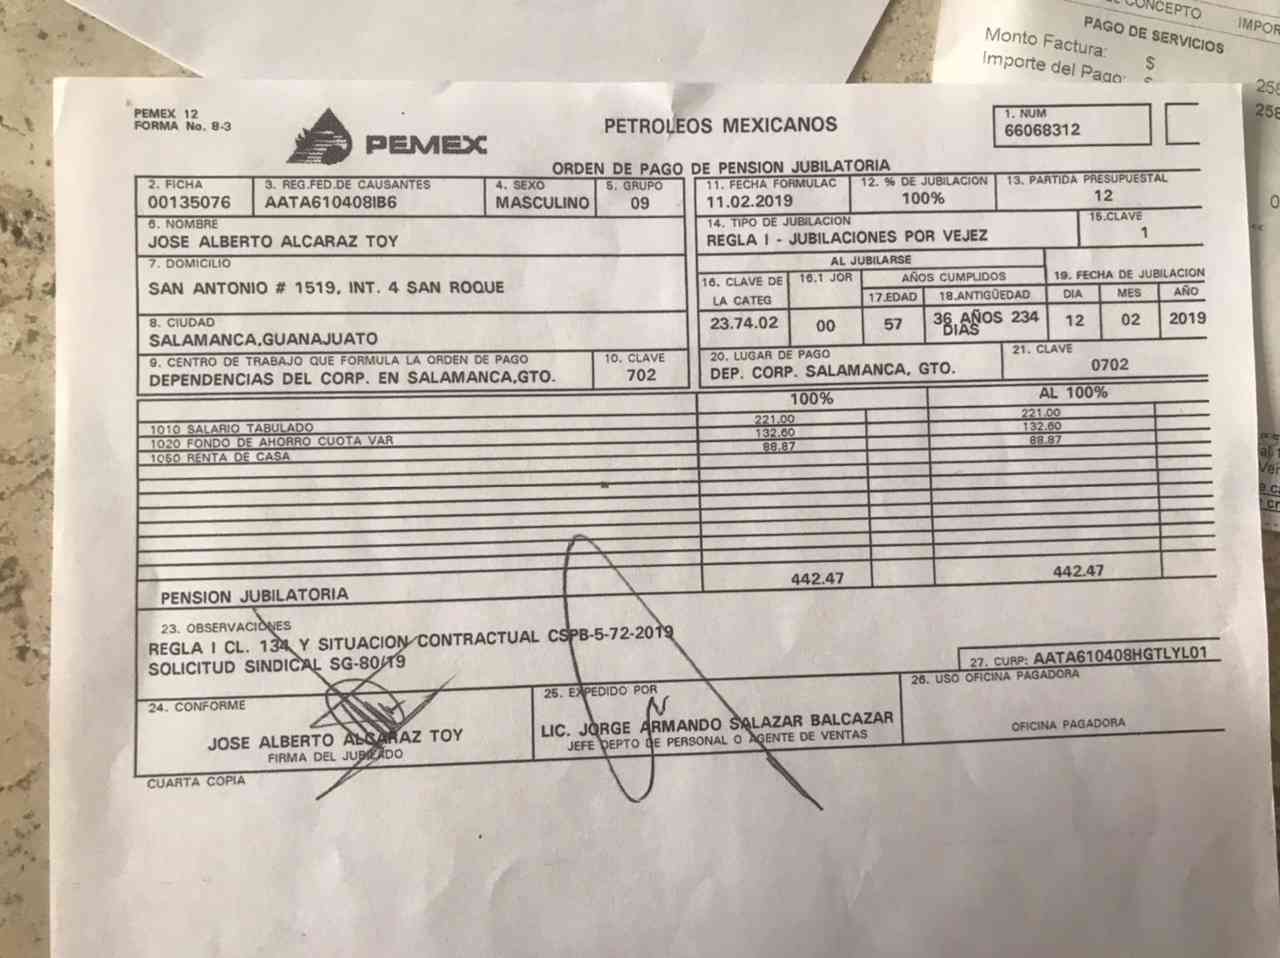 EL CONCEPTO
IMPOR
PAGO DE SERVICIOS
Monto Factura: $
Importe del Pago: $
258
258
PEMEX 12
FORMA No. 8-3
PEMEX
PETROLEOS MEXICANOS
1. NUM
66068312
ORDEN DE PAGO DE PENSION JUBILATORIA
2. FICHA 3. REG.FED.DE CAUSANTES 4. SEXO 5. GRUPO
00135076 AATA610408IB6 MASCULINO 09
11. FECHA FORMULAC 12. % DE JUBILACION 13. PARTIDA PRESUPUESTAL
11.02.2019 100% 12
6. NOMBRE
JOSE ALBERTO ALCARAZ TOY
14. TIPO DE JUBILACION 15.CLAVE
REGLA I - JUBILACIONES POR VEJEZ 1
7. DOMICILIO
SAN ANTONIO # 1519, INT. 4 SAN ROQUE
AL JUBILARSE
16. CLAVE DE LA CATEG 16.1 JOR AÑOS CUMPLIDOS 19. FECHA DE JUBILACION
17.EDAD 18.ANTIGÜEDAD DIA MES AÑO
23.74.02 00 57 36 AÑOS 234 DIAS 12 02 2019
8. CIUDAD
SALAMANCA,GUANAJUATO
9. CENTRO DE TRABAJO QUE FORMULA LA ORDEN DE PAGO 10. CLAVE
DEPENDENCIAS DEL CORP. EN SALAMANCA,GTO. 702
20. LUGAR DE PAGO 21. CLAVE
DEP. CORP. SALAMANCA, GTO. 0702
100% AL 100%
1010 SALARIO TABULADO 221.00 221.00
1020 FONDO DE AHORRO CUOTA VAR 132.60 132.60
1050 RENTA DE CASA 88.87 88.87
PENSION JUBILATORIA 442.47 442.47
23. OBSERVACIONES
REGLA I CL. 134 Y SITUACION CONTRACTUAL CSPB-5-72-2019
SOLICITUD SINDICAL SG-80/19
27. CURP: AATA610408HGTLYL01
24. CONFORME
JOSE ALBERTO ALCARAZ TOY
FIRMA DEL JUBILADO
25. EXPEDIDO POR
LIC. JORGE ARMANDO SALAZAR BALCAZAR
JEFE DEPTO DE PERSONAL O AGENTE DE VENTAS
26. USO OFICINA PAGADORA
OFICINA PAGADORA
CUARTA COPIA